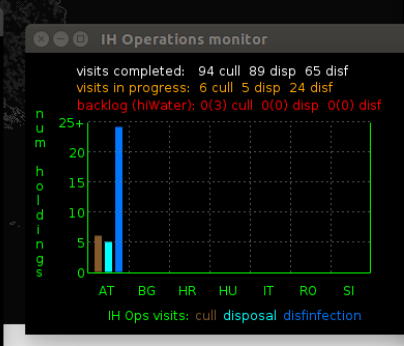 IH Operations monitor
visits completed: 94 cull 89 disp 65 disf
visits in progress: 6 cull 5 disp 24 disf
backlog (hiWater): 0(3) cull 0(0) disp 0(0) disf
num holdings
25+
20
15
10
5
0
AT BG HR HU IT RO SI
IH Ops visits: cull disposal disfinfection